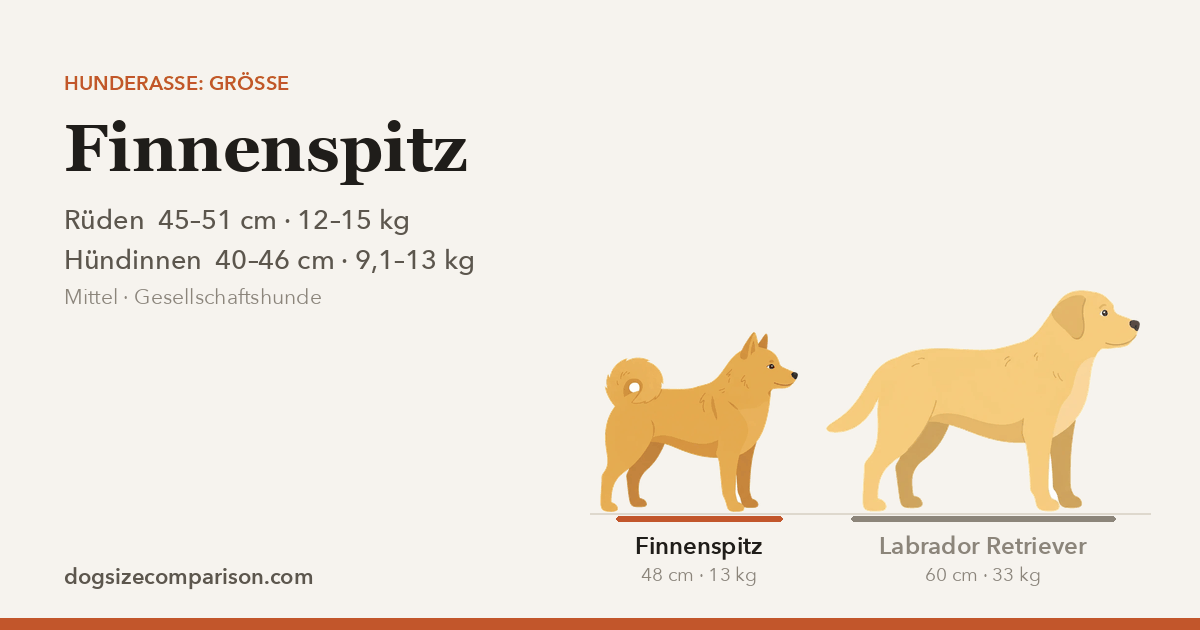 HUNDERASSE: GRÖSSE
Finnenspitz
Rüden 45–51 cm · 12–15 kg
Hündinnen 40–46 cm · 9,1–13 kg
Mittel · Gesellschaftshunde
Finnenspitz
48 cm · 13 kg
Labrador Retriever
60 cm · 33 kg
dogsizecomparison.com